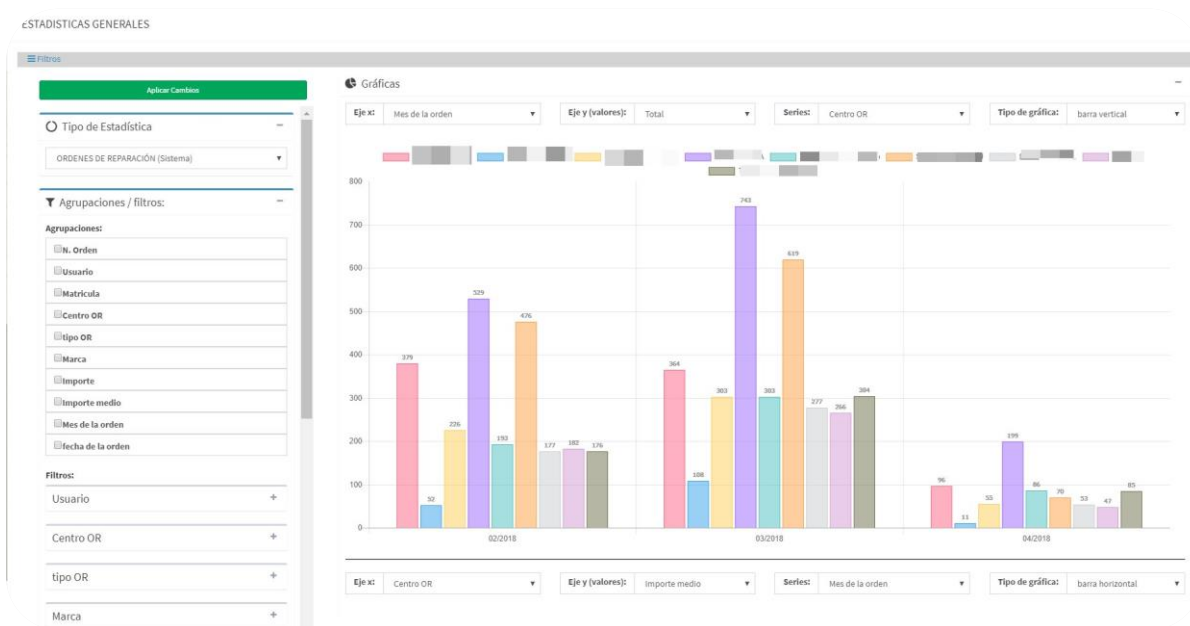 ESTADISTICAS GENERALES
Filtros
Aplicar Cambios
Tipo de Estadística
ORDENES DE REPARACIÓN (Sistema)
Agrupaciones / filtros:
Agrupaciones:
N. Orden
Usuario
Matricula
Centro OR
tipo OR
Marca
Importe
Importe medio
Mes de la orden
fecha de la orden
Filtros:
Usuario
Centro OR
tipo OR
Marca
Gráficas
Eje x: Mes de la orden Eje y (valores): Total Series: Centro OR Tipo de gráfica: barra vertical
800
743
700
619
600
529
500
476
400
379 364
300
303 303 277 266 304
226
200
193 177 182 176 199
100
108 96 86 70 85
52 55 53 47
11
0
02/2018 03/2018 04/2018
Eje x: Centro OR Eje y (valores): Importe medio Series: Mes de la orden Tipo de gráfica: barra horizontal